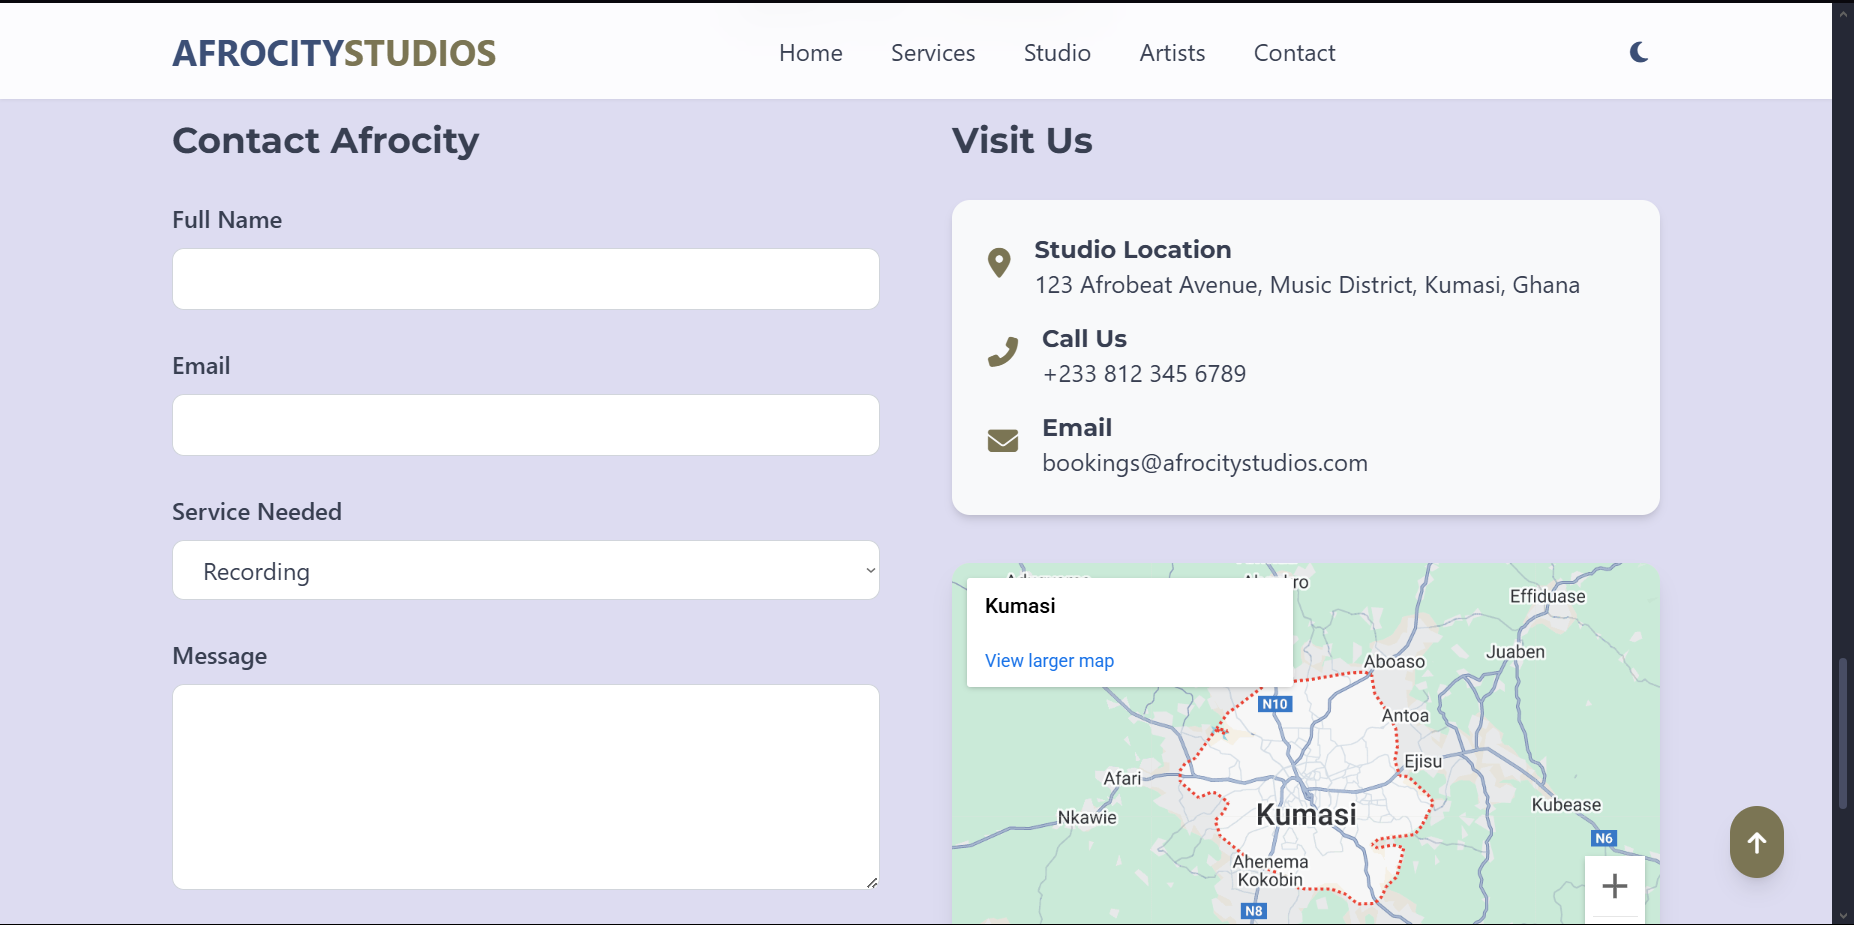 AFROCITYSTUDIOS
Home Services Studio Artists Contact
Contact Afrocity
Full Name
Email
Service Needed
Recording
Message
Visit Us
Studio Location
123 Afrobeat Avenue, Music District, Kumasi, Ghana
Call Us
+233 812 345 6789
Email
bookings@afrocitystudios.com
Kumasi
View larger map
Effiduase
Juaben
Aboaso
N10
Antoa
Ejisu
Afari
Kubease
Nkawie
Kumasi
N6
Ahenema
Kokobin
N8